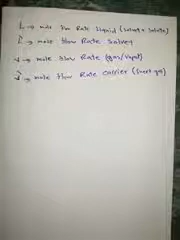 L → mole flow Rate liquid (solvent + solute)
L' → mole flow Rate solvent
V → mole flow Rate (gas/vapor)
V' → mole flow Rate carrier (inert gas)